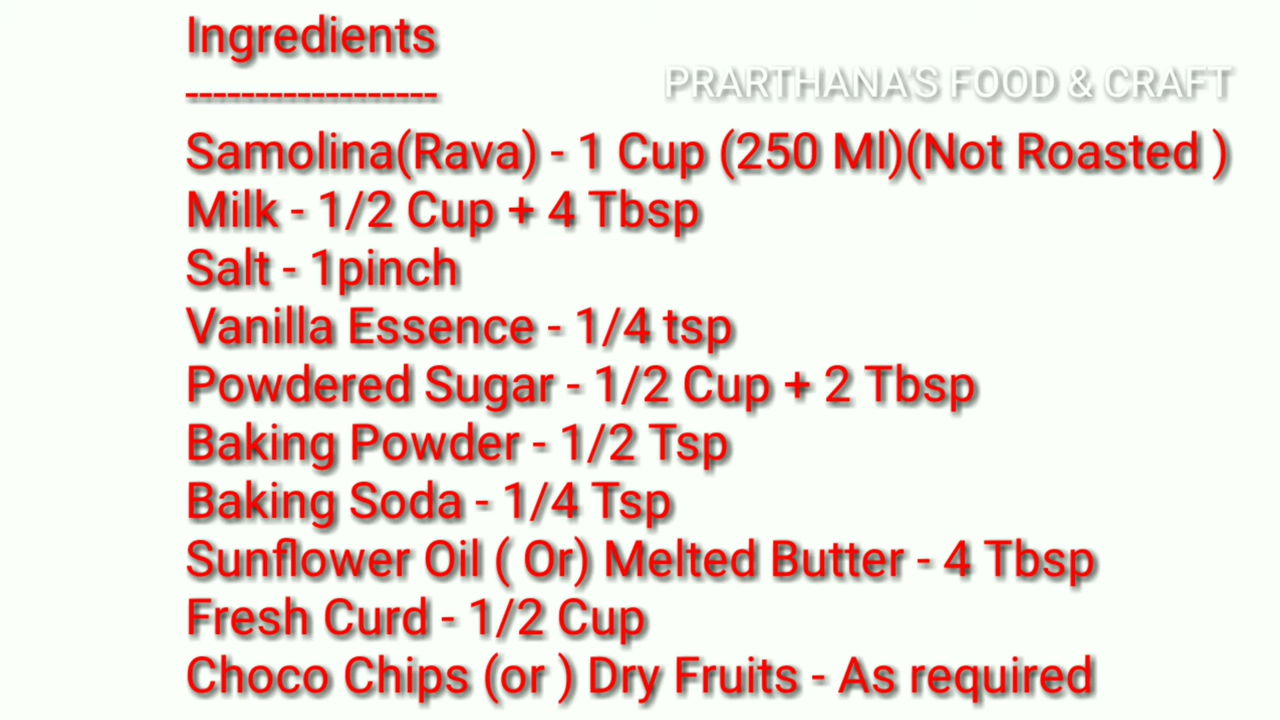 Ingredients
------------------
PRARTHANA'S FOOD & CRAFT
Samolina(Rava) - 1 Cup (250 Ml)(Not Roasted )
Milk - 1/2 Cup + 4 Tbsp
Salt - 1pinch
Vanilla Essence - 1/4 tsp
Powdered Sugar - 1/2 Cup + 2 Tbsp
Baking Powder - 1/2 Tsp
Baking Soda - 1/4 Tsp
Sunflower Oil ( Or) Melted Butter - 4 Tbsp
Fresh Curd - 1/2 Cup
Choco Chips (or ) Dry Fruits - As required